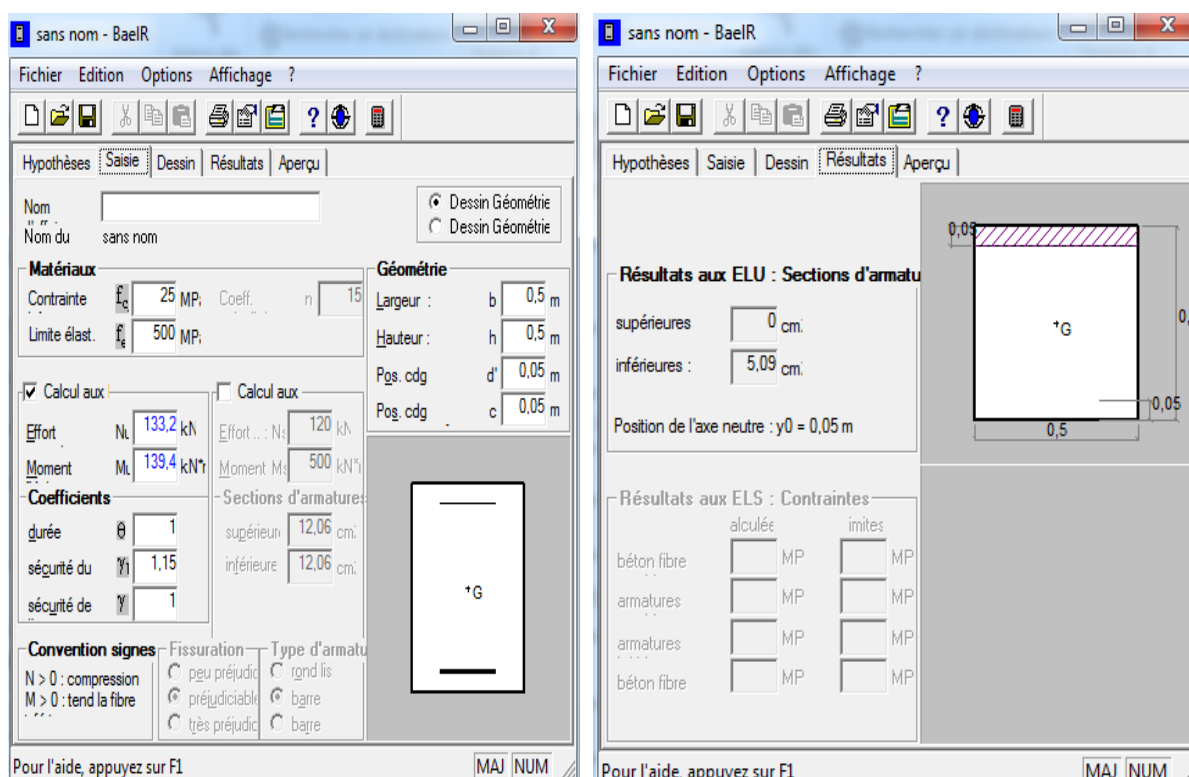 sans nom - BaelR
Fichier Edition Options Affichage ?
Hypothèses Saisie Dessin Résultats Aperçu
Nom
Nom du sans nom
Dessin Géométrie
Dessin Géométrie
Matériaux
Contrainte 25 MPa
Coeff. n 15
Limite élast. 500 MPa
Géométrie
Largeur : b 0,5 m
Hauteur : h 0,5 m
Pos. cdg d' 0,05 m
Pos. cdg c 0,05 m
Calcul aux
Effort 133,2 kN
Moment 139,4
Calcul aux
Effort .. : Ns 120 kN
Moment Ms 500
Coefficients
durée θ 1
sécurité du 1,15
sécurité de γ 1
Sections d'armatures
supérieure 12,06 cm
inférieure 12,06 cm
+G
Convention signes
N > 0 : compression
M > 0 : tend la fibre
Fissuration
peu préjudic
préjudiciable
très préjudic
Type d'armatu
rond lis
barre
barre
Pour l'aide, appuyez sur F1
MAJ NUM
sans nom - BaelR
Fichier Edition Options Affichage ?
Hypothèses Saisie Dessin Résultats Aperçu
Résultats aux ELU : Sections d'armatu
supérieures 0 cm
inférieures : 5,09 cm
Position de l'axe neutre : y0 = 0,05 m
0,05
+G
0,
0,05
0,5
Résultats aux ELS : Contraintes
alculée imites
béton fibre MP MP
armatures MP MP
armatures MP MP
béton fibre MP MP
Pour l'aide, appuyez sur F1
MAJ NUM